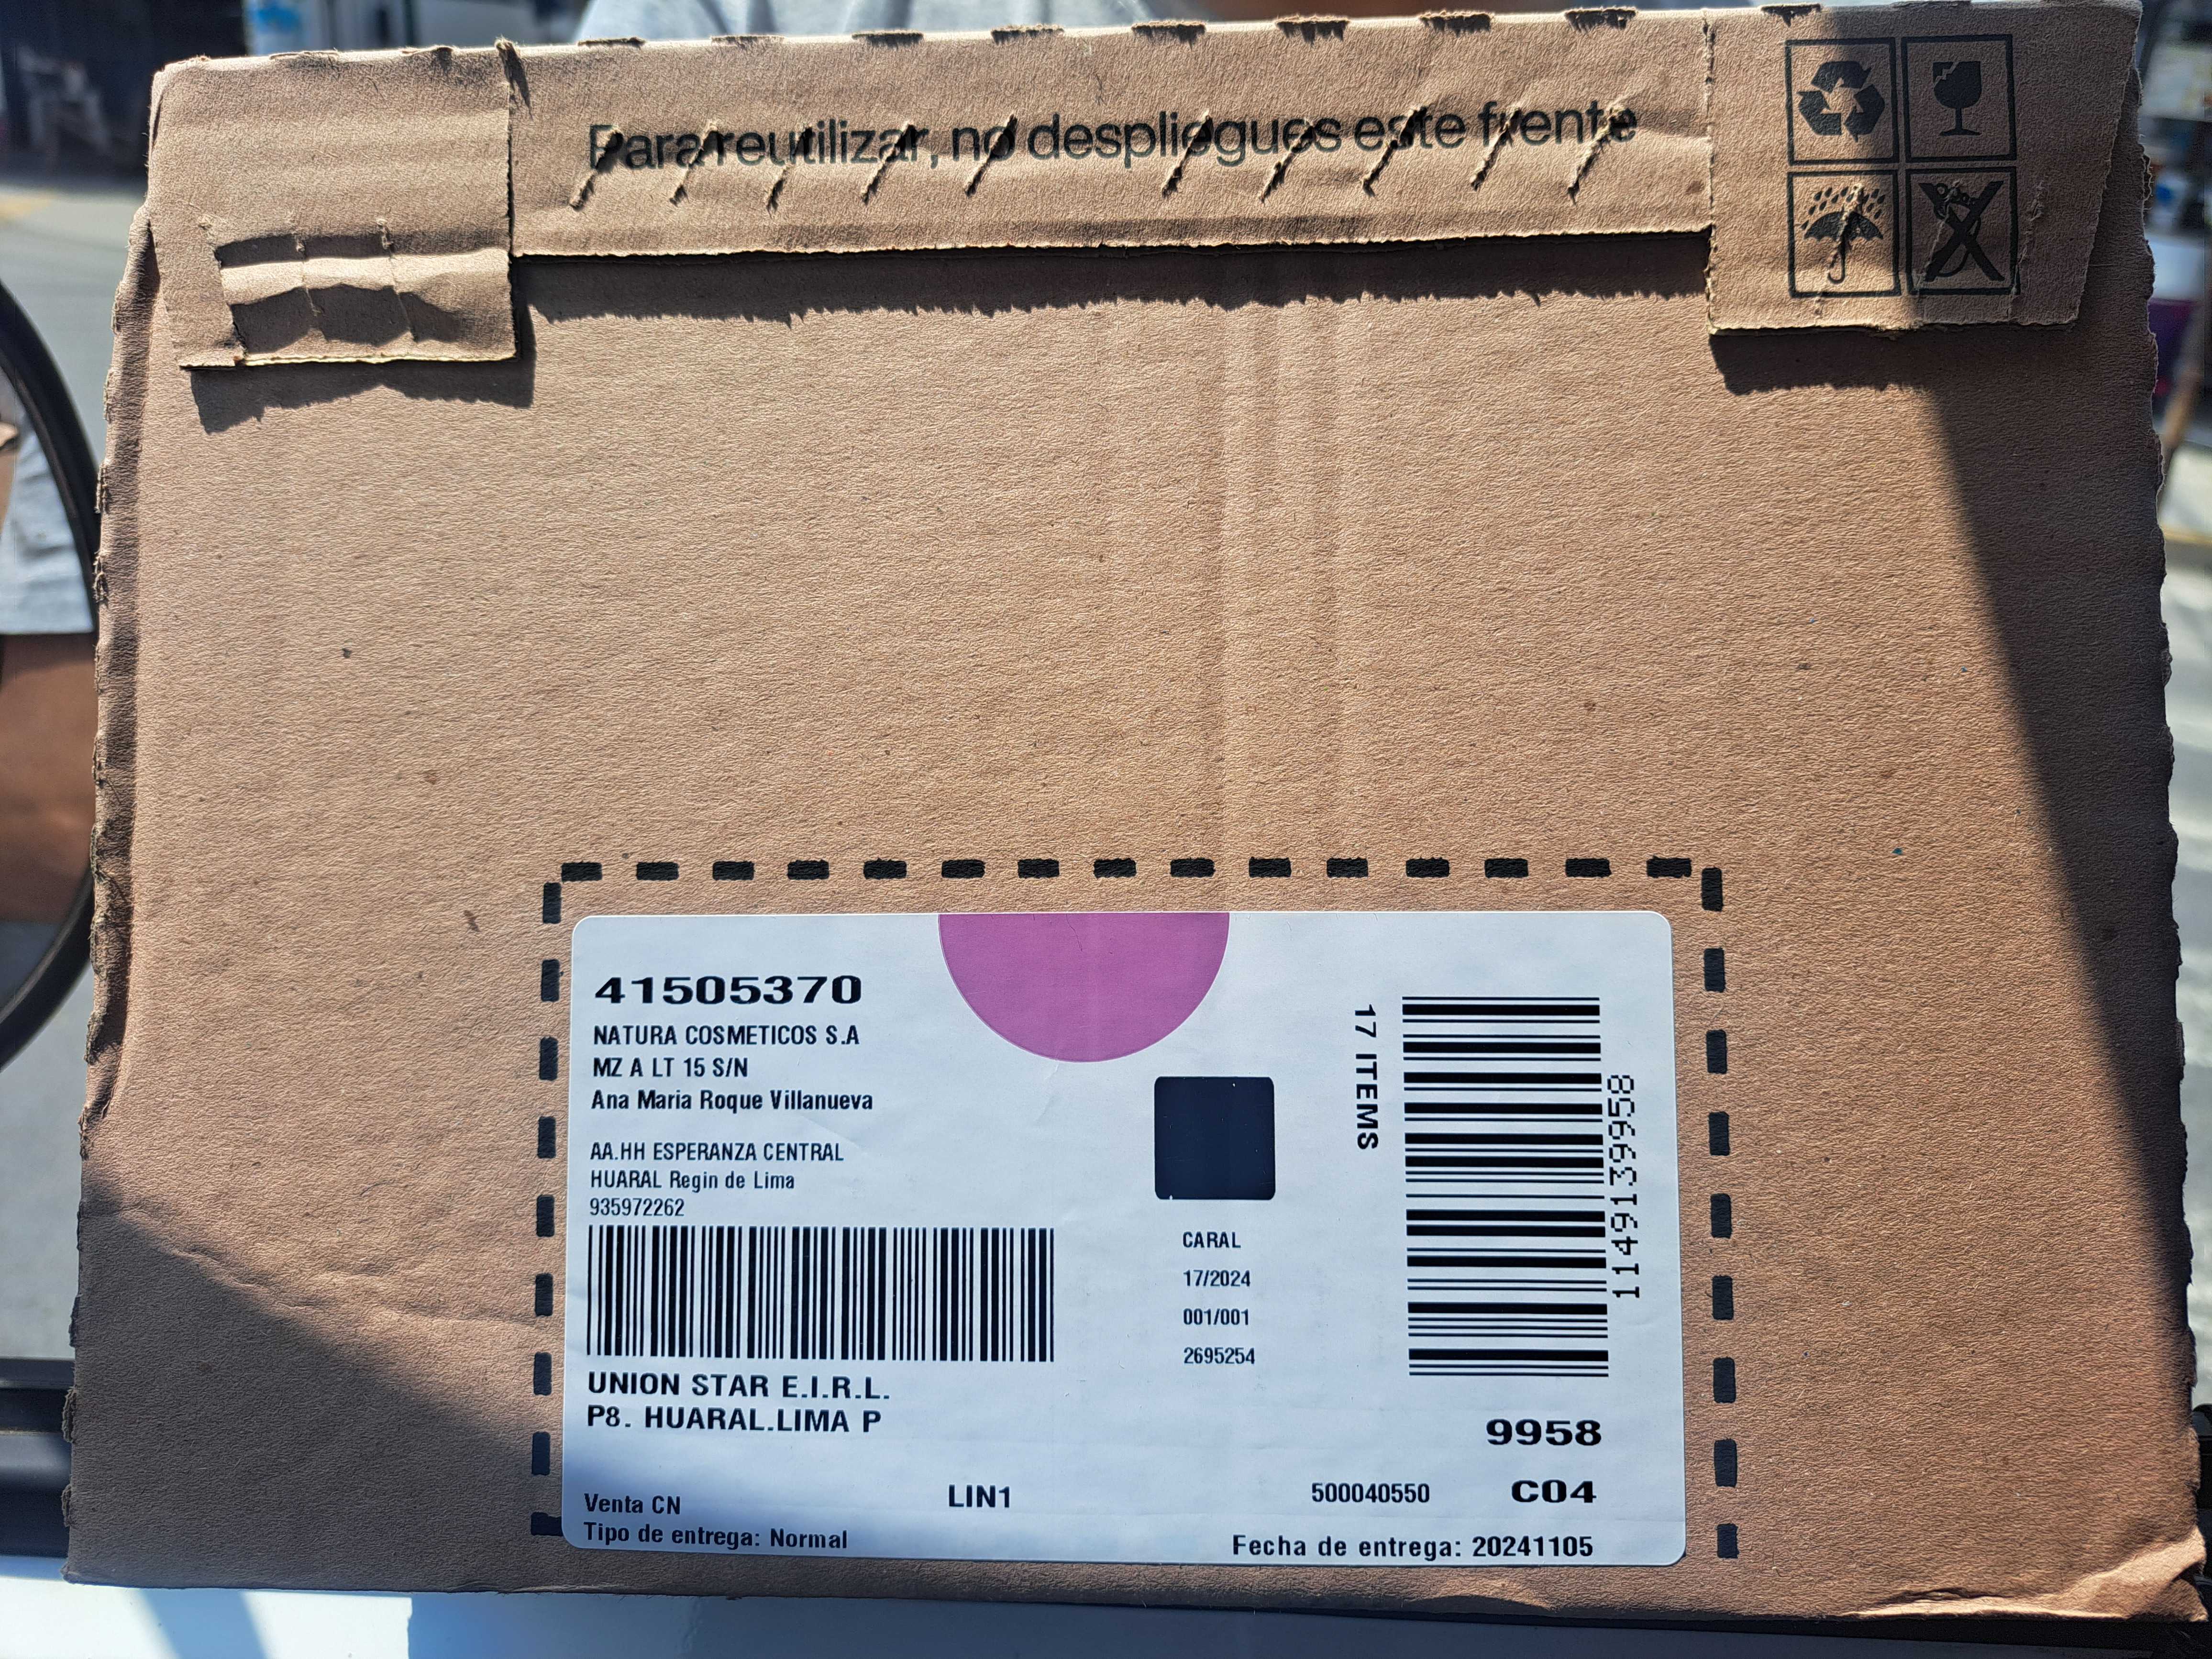 Para reutilizar, no despliegues este frente
41505370
NATURA COSMETICOS S.A
MZ A LT 15 S/N
Ana Maria Roque Villanueva
AA.HH ESPERANZA CENTRAL
HUARAL Regin de Lima
935972262
UNION STAR E.I.R.L.
P8. HUARAL.LIMA P
Venta CN
Tipo de entrega: Normal
LIN1
CARAL
17/2024
001/001
2695254
17 ITEMS
11491399958
9958
500040550 C04
Fecha de entrega: 20241105